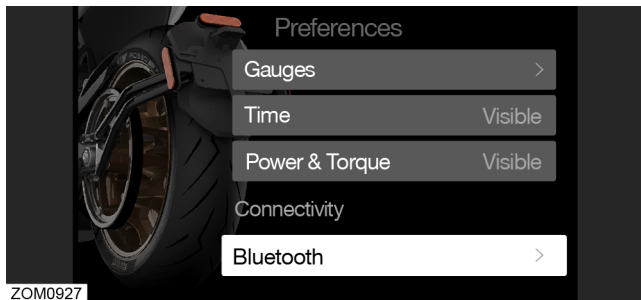 Preferences
Gauges
Time Visible
Power & Torque Visible
Connectivity
Bluetooth
ZOM0927